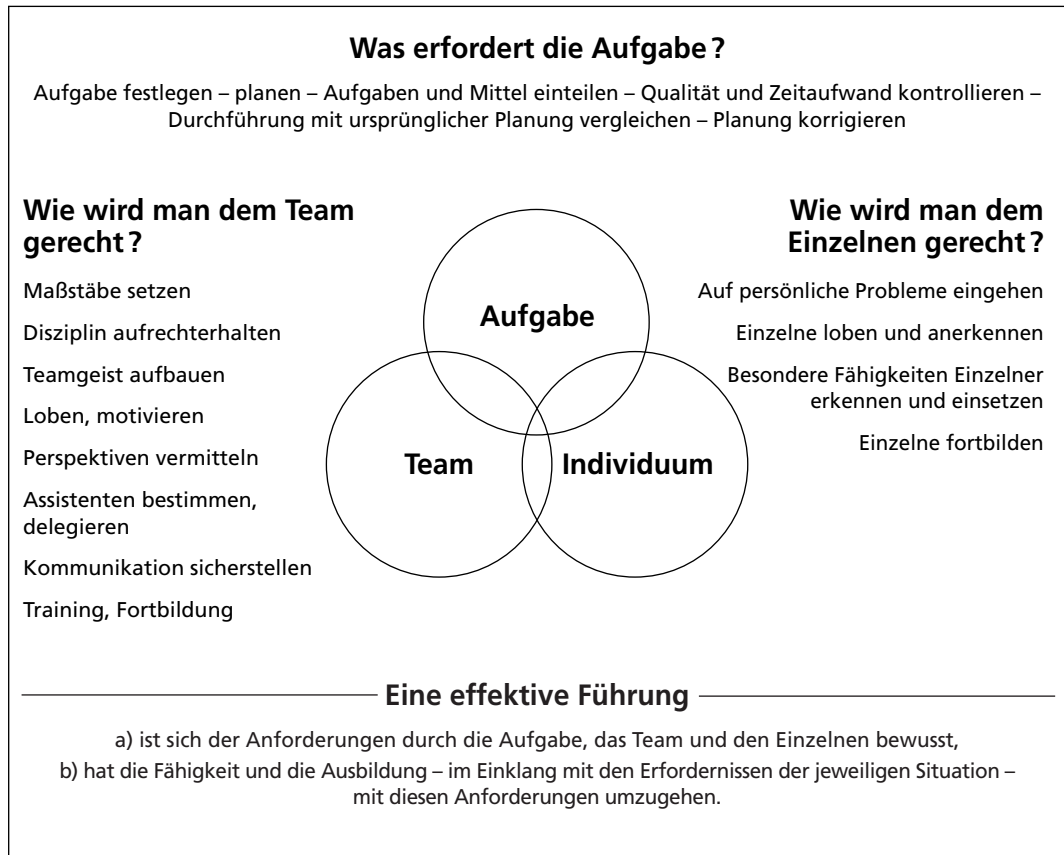 Was erfordert die Aufgabe?
Aufgabe festlegen – planen – Aufgaben und Mittel einteilen – Qualität und Zeitaufwand kontrollieren –
Durchführung mit ursprünglicher Planung vergleichen – Planung korrigieren
Wie wird man dem Team
gerecht?
Maßstäbe setzen
Disziplin aufrechterhalten
Teamgeist aufbauen
Loben, motivieren
Perspektiven vermitteln
Assistenten bestimmen,
delegieren
Kommunikation sicherstellen
Training, Fortbildung
Aufgabe
Team
Individuum
Wie wird man dem
Einzelnen gerecht?
Auf persönliche Probleme eingehen
Einzelne loben und anerkennen
Besondere Fähigkeiten Einzelner
erkennen und einsetzen
Einzelne fortbilden
Eine effektive Führung
a) ist sich der Anforderungen durch die Aufgabe, das Team und den Einzelnen bewusst,
b) hat die Fähigkeit und die Ausbildung – im Einklang mit den Erfordernissen der jeweiligen Situation –
mit diesen Anforderungen umzugehen.